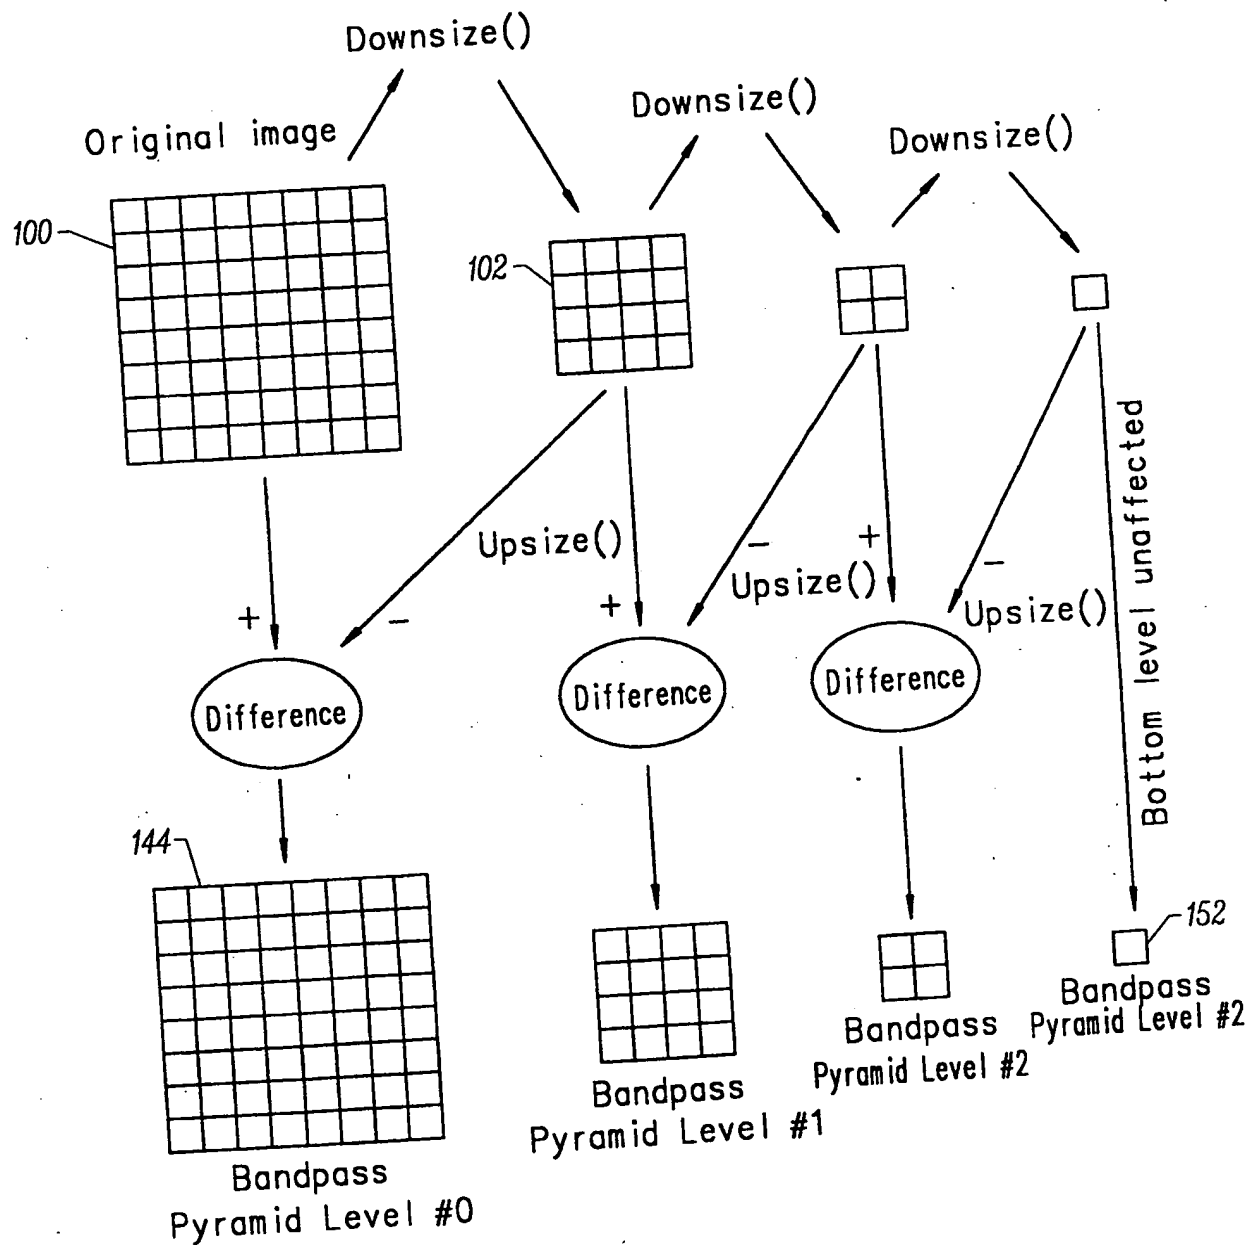 Downsize()
Downsize()
Downsize()
Original image
100
102
Upsize()
+
-
+
-
Upsize()
+
-
Upsize()
Bottom level unaffected
Difference
Difference
Difference
144
152
Bandpass
Pyramid Level #0
Bandpass
Pyramid Level #1
Bandpass
Pyramid Level #2
Bandpass
Pyramid Level #2